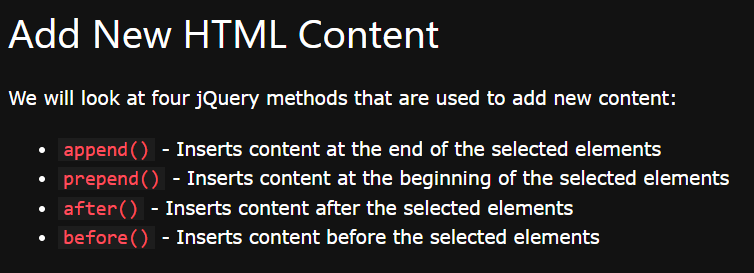 Add New HTML Content
We will look at four jQuery methods that are used to add new content:
• append() - Inserts content at the end of the selected elements
• prepend() - Inserts content at the beginning of the selected elements
• after() - Inserts content after the selected elements
• before() - Inserts content before the selected elements